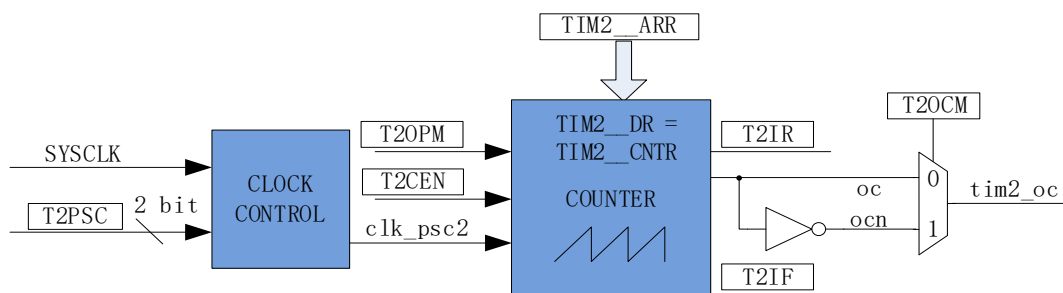 TIM2__ARR
T2OCM
T2OPM
TIM2__DR =
TIM2__CNTR
T2IR
SYSCLK
CLOCK
CONTROL
T2CEN
COUNTER
oc
0
tim2_oc
T2PSC
2 bit
clk_psc2
ocn
1
T2IF